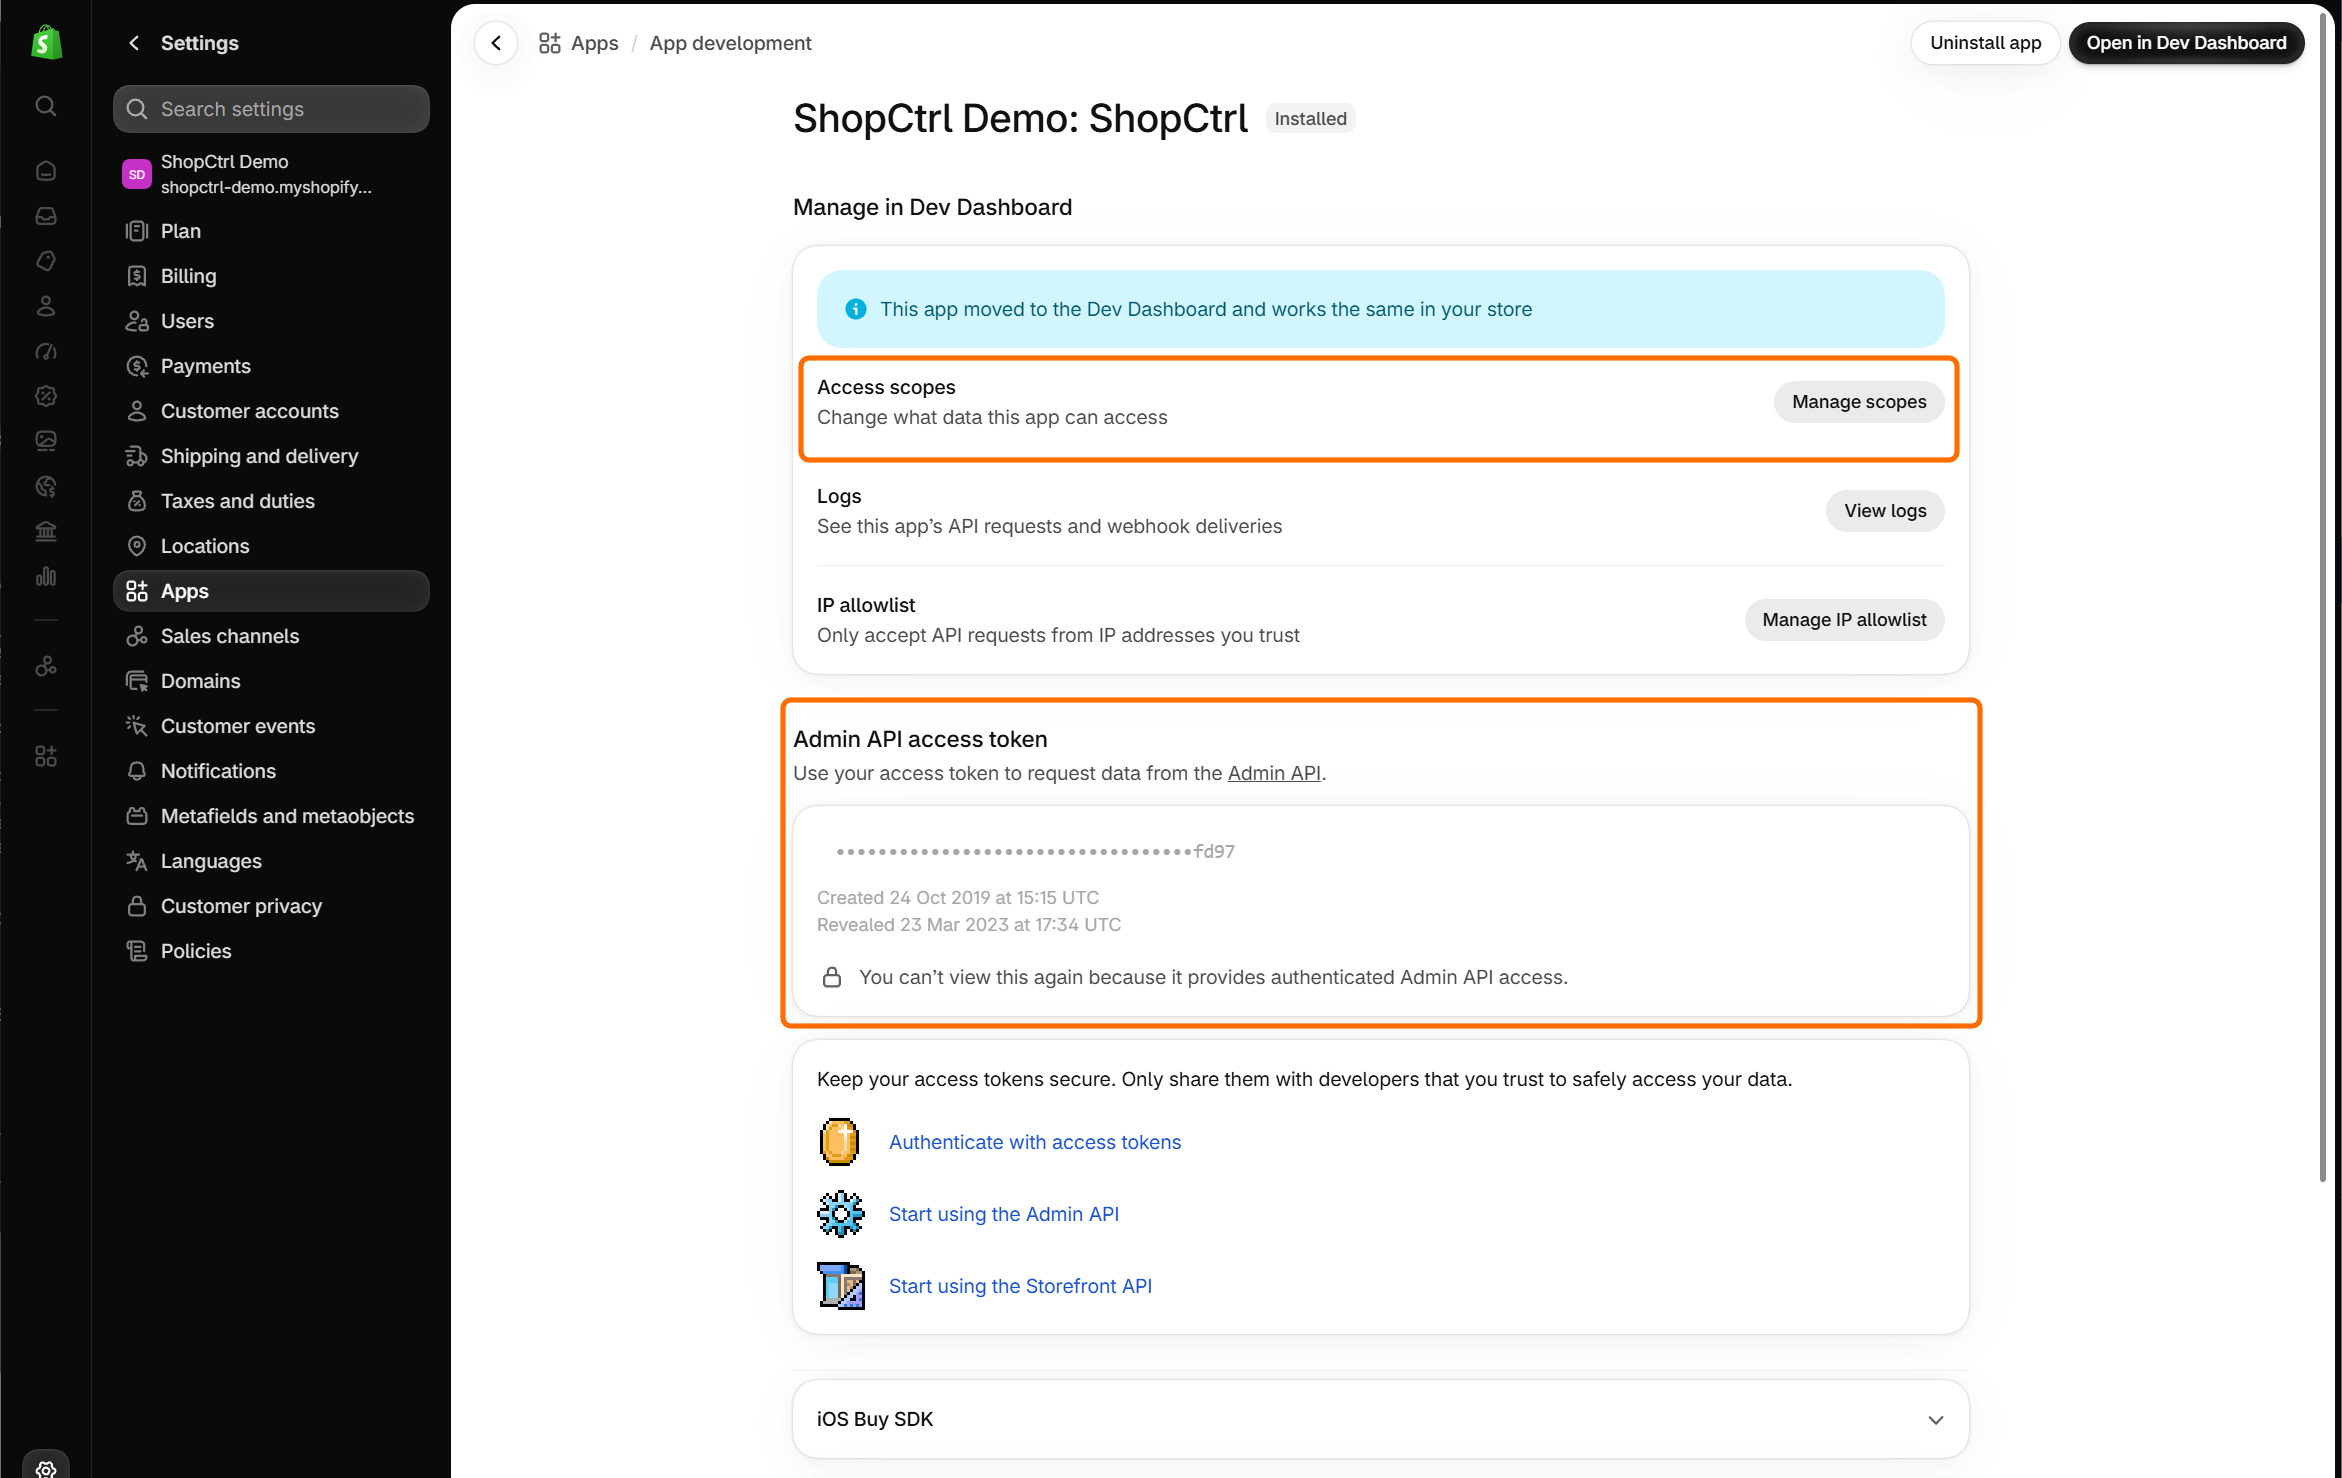 Settings
Search settings
SD
ShopCtrl Demo
shopctrl-demo.myshopify...
Plan
Billing
Users
Payments
Customer accounts
Shipping and delivery
Taxes and duties
Locations
Apps
Sales channels
Domains
Customer events
Notifications
Metafields and metaobjects
Languages
Customer privacy
Policies
Apps / App development
Uninstall app
Open in Dev Dashboard
ShopCtrl Demo: ShopCtrl
Installed
Manage in Dev Dashboard
This app moved to the Dev Dashboard and works the same in your store
Access scopes
Change what data this app can access
Manage scopes
Logs
See this app’s API requests and webhook deliveries
View logs
IP allowlist
Only accept API requests from IP addresses you trust
Manage IP allowlist
Admin API access token
Use your access token to request data from the Admin API.
••••••••••••••••••••••••••••••••••fd97
Created 24 Oct 2019 at 15:15 UTC
Revealed 23 Mar 2023 at 17:34 UTC
You can’t view this again because it provides authenticated Admin API access.
Keep your access tokens secure. Only share them with developers that you trust to safely access your data.
Authenticate with access tokens
Start using the Admin API
Start using the Storefront API
iOS Buy SDK